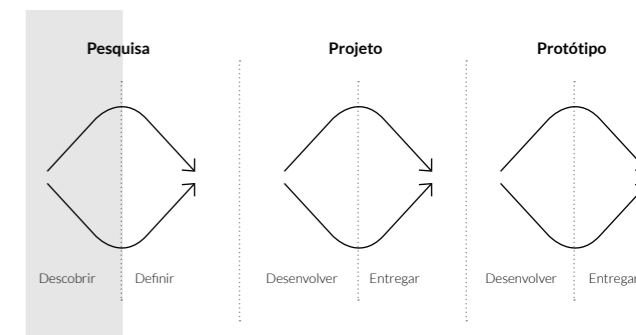 Pesquisa Projeto Protótipo
Descobrir Definir Desenvolver Entregar Desenvolver Entregar